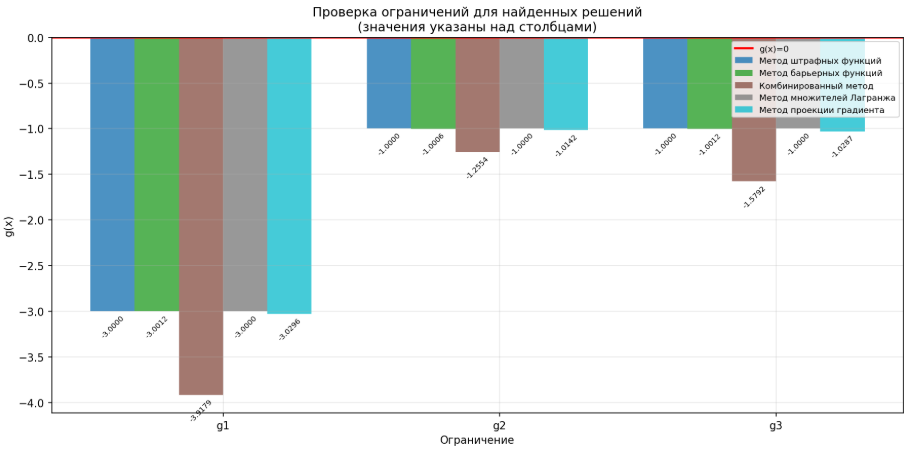 Проверка ограничений для найденных решений
(значения указаны над столбцами)
g(x)
0.0
−0.5
−1.0
−1.5
−2.0
−2.5
−3.0
−3.5
−4.0
g(x)=0
Метод штрафных функций
Метод барьерных функций
Комбинированный метод
Метод множителей Лагранжа
Метод проекции градиента
-3.0000
-3.0012
-3.9179
-3.0000
-3.0296
-1.0000
-1.0006
-1.2554
-1.0000
-1.0142
-1.0000
-1.0012
-1.5792
-1.0000
-1.0287
g1
g2
g3
Ограничение